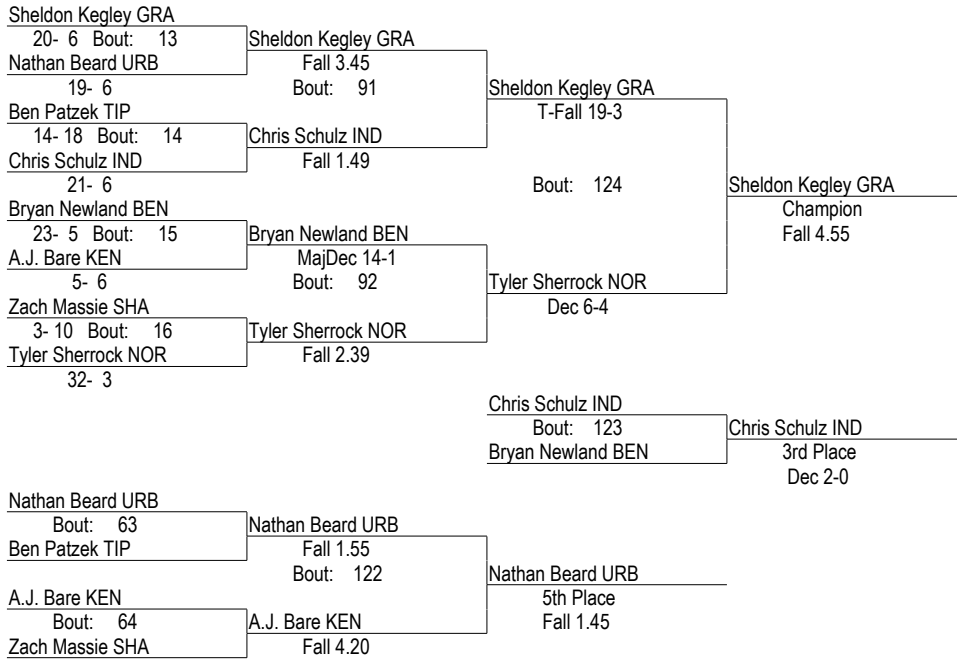 Sheldon Kegley GRA
20- 6 Bout: 13
Sheldon Kegley GRA
Nathan Beard URB
Fall 3.45
19- 6
Bout: 91
Sheldon Kegley GRA
Ben Patzek TIP
T-Fall 19-3
14- 18 Bout: 14
Chris Schulz IND
Chris Schulz IND
Fall 1.49
21- 6
Bout: 124
Sheldon Kegley GRA
Bryan Newland BEN
Champion
23- 5 Bout: 15
Bryan Newland BEN
Fall 4.55
A.J. Bare KEN
MajDec 14-1
5- 6
Bout: 92
Tyler Sherrock NOR
Zach Massie SHA
Dec 6-4
3- 10 Bout: 16
Tyler Sherrock NOR
Tyler Sherrock NOR
Fall 2.39
32- 3
Chris Schulz IND
Bout: 123
Chris Schulz IND
Bryan Newland BEN
3rd Place
Dec 2-0
Nathan Beard URB
Bout: 63
Nathan Beard URB
Ben Patzek TIP
Fall 1.55
Bout: 122
Nathan Beard URB
A.J. Bare KEN
5th Place
Bout: 64
A.J. Bare KEN
Fall 1.45
Zach Massie SHA
Fall 4.20